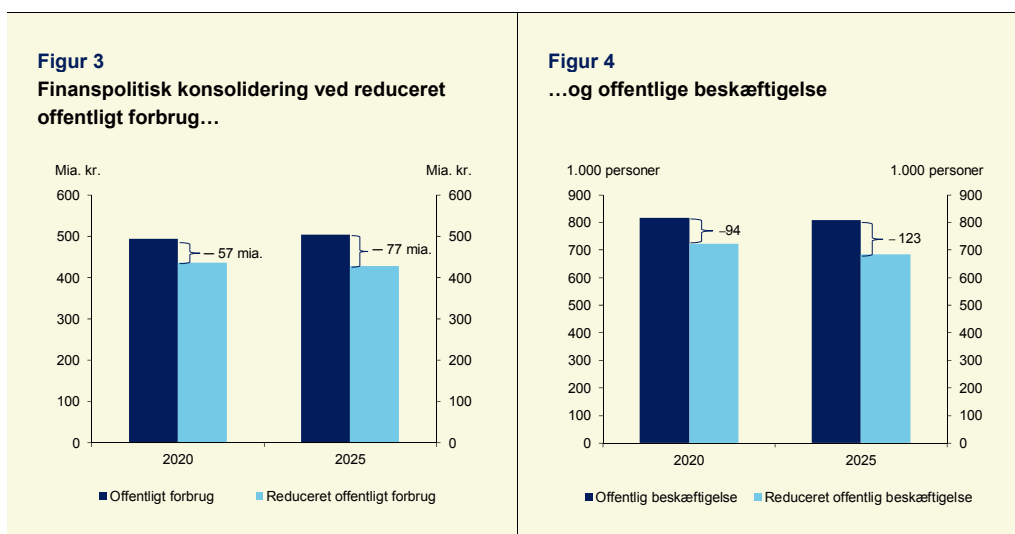 Figur 3
Finanspolitisk konsolidering ved reduceret
offentligt forbrug…
Mia. kr.
Mia. kr.
600
600
500
500
400
400
300
300
200
200
100
100
0
0
— 57 mia.
— 77 mia.
2020
2025
Offentligt forbrug
Reduceret offentligt forbrug
Figur 4
…og offentlige beskæftigelse
1.000 personer
1.000 personer
900
900
800
800
700
700
600
600
500
500
400
400
300
300
200
200
100
100
0
0
–94
–123
2020
2025
Offentlig beskæftigelse
Reduceret offentlig beskæftigelse